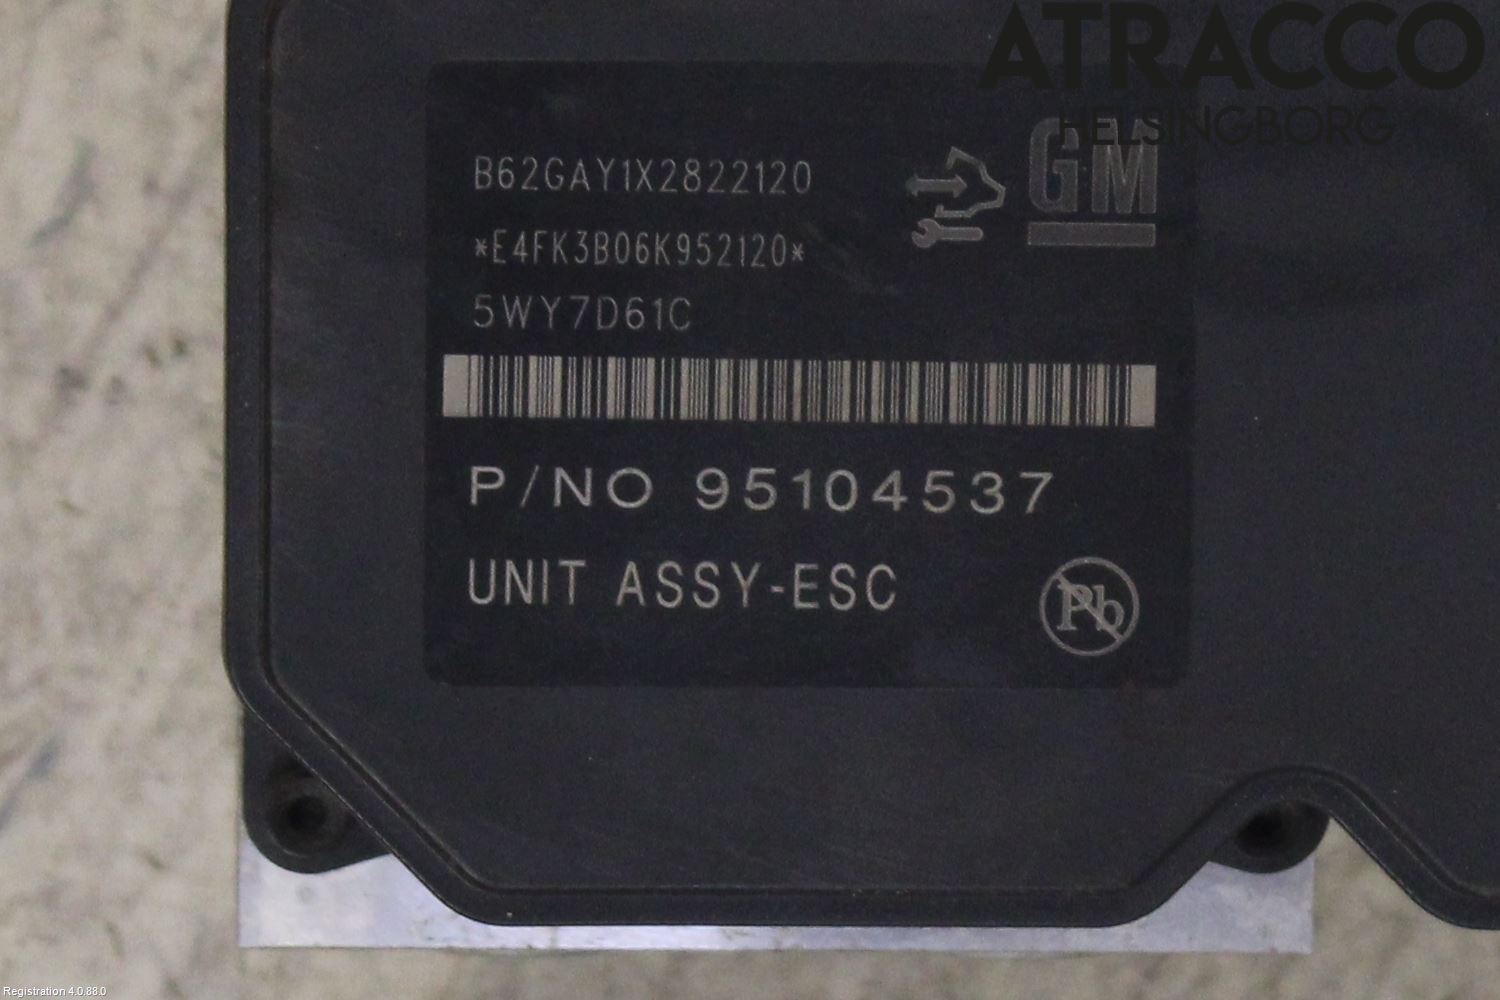 ATRACCO
HELSINGBORG
B62GAY1X2822120
GM
*E4FK3B06K952120*
5WY7D61C
P/NO 95104537
UNIT ASSY-ESC
Pb
Registration 4.0.88.0